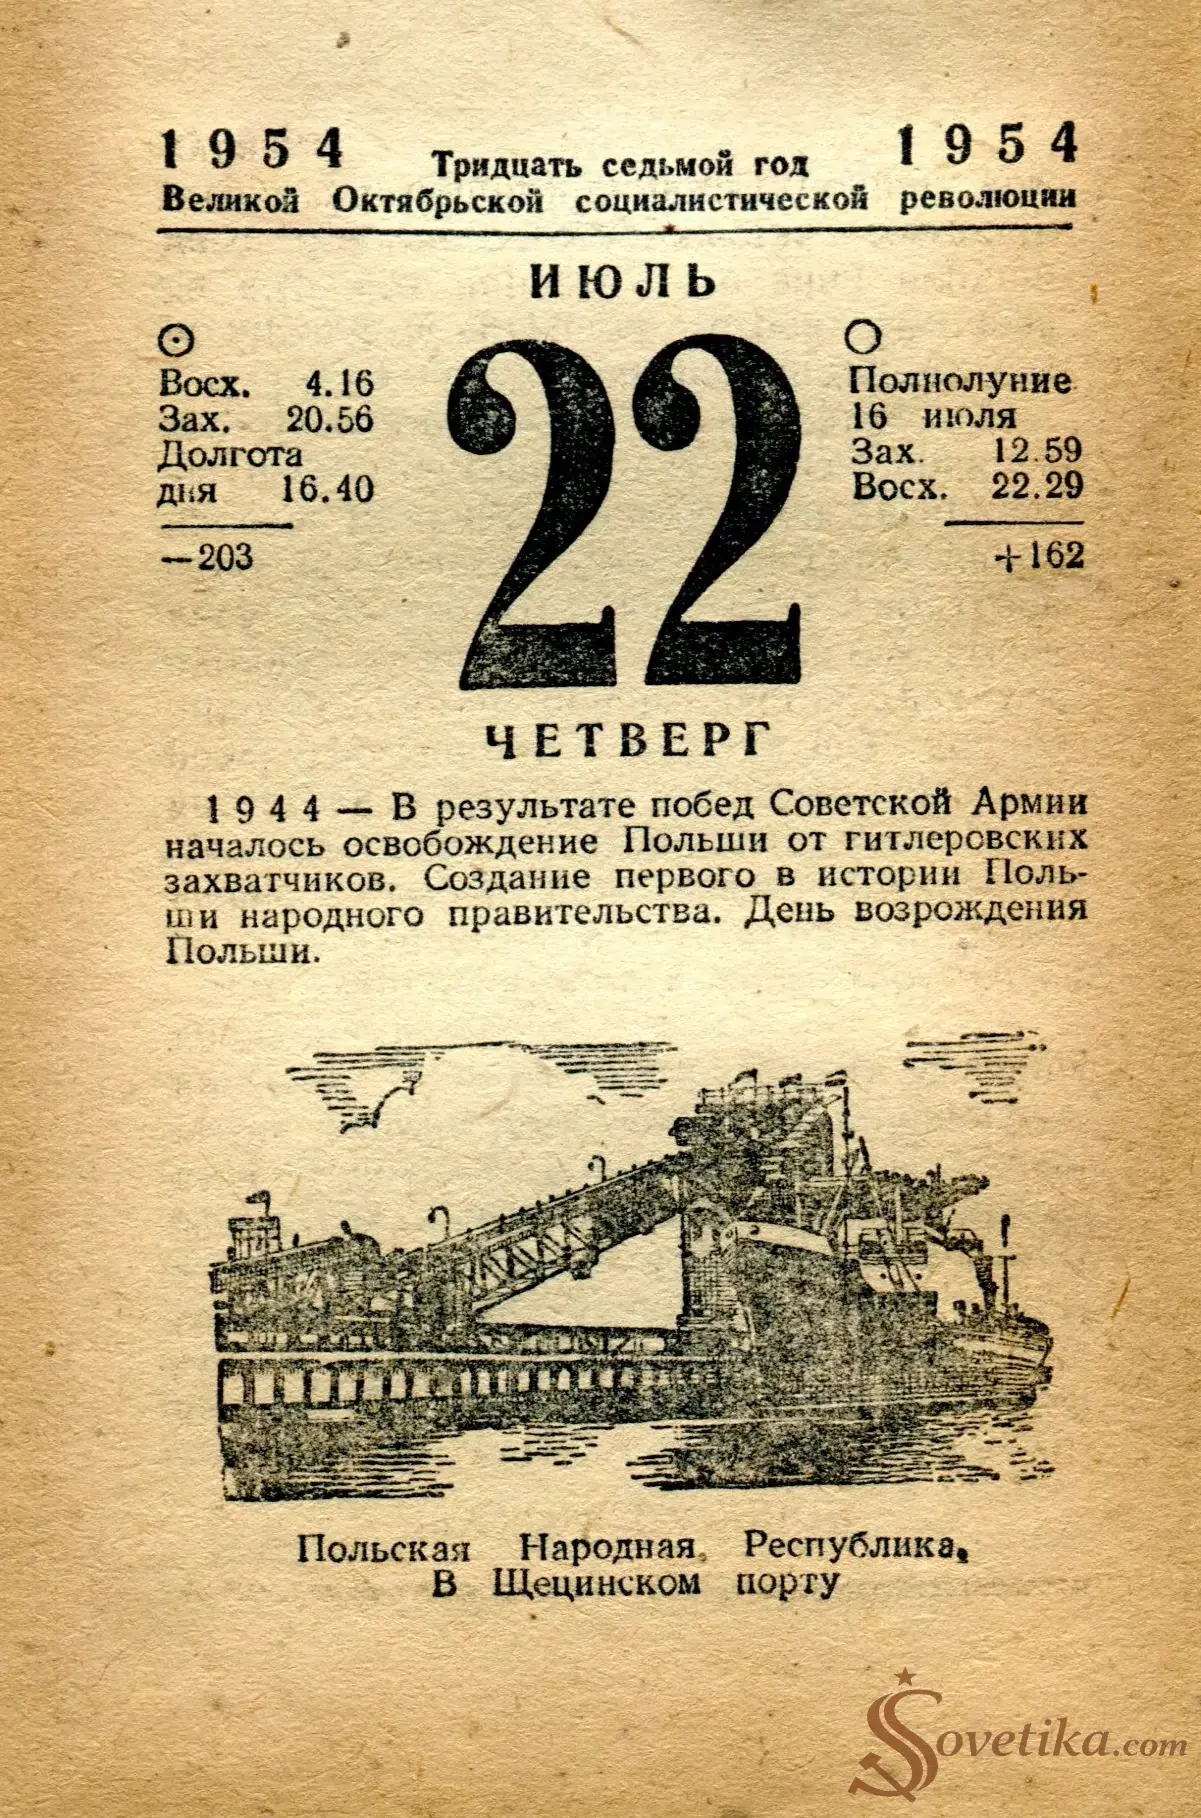 1954 Тридцать седьмой год 1954
Великой Октябрьской социалистической революции
ИЮЛЬ
Восх. 4.16
Зах. 20.56
Долгота
дня 16.40
—203
22
Полнолуние
16 июля
Зах. 12.59
Восх. 22.29
+162
ЧЕТВЕРГ
1944 — В результате побед Советской Армии
началось освобождение Польши от гитлеровских
захватчиков. Создание первого в истории Поль-
ши народного правительства. День возрождения
Польши.
Польская Народная Республика.
В Щецинском порту
Sovetika.com